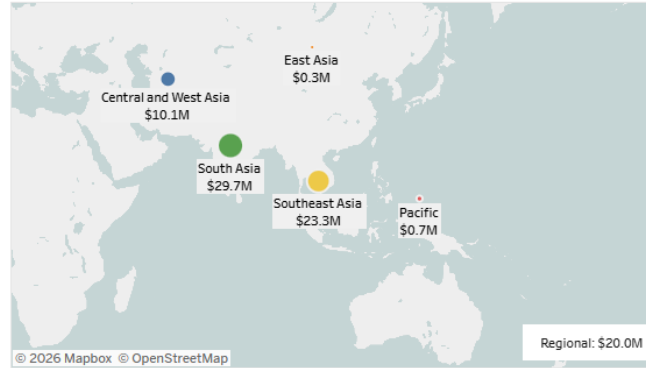 East Asia
$0.3M
Central and West Asia
$10.1M
South Asia
$29.7M
Southeast Asia
$23.3M
Pacific
$0.7M
Regional: $20.0M
© 2026 Mapbox © OpenStreetMap